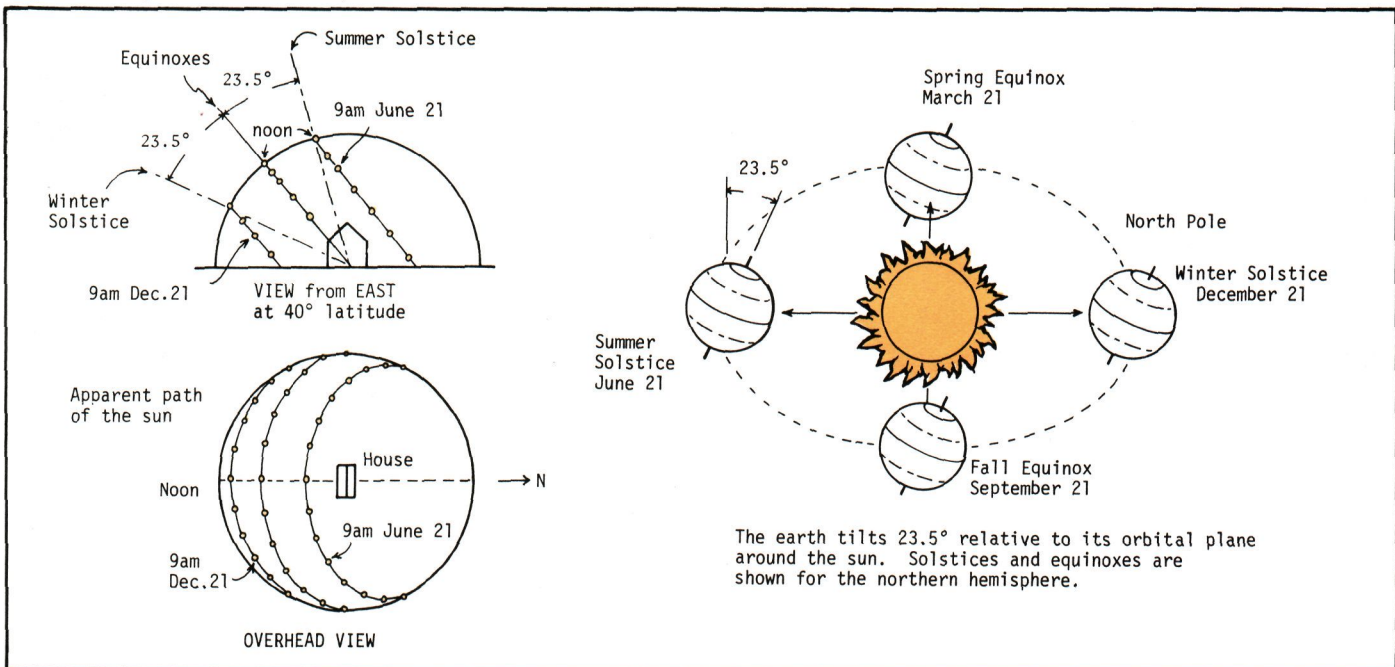 Summer Solstice
Equinoxes
23.5°
9am June 21
noon
23.5°
Winter
Solstice
9am Dec.21
VIEW from EAST
at 40° latitude
Apparent path
of the sun
House
Noon
N
9am June 21
9am
Dec.21
OVERHEAD VIEW
Spring Equinox
March 21
23.5°
North Pole
Winter Solstice
December 21
Summer
Solstice
June 21
Fall Equinox
September 21
The earth tilts 23.5° relative to its orbital plane
around the sun. Solstices and equinoxes are
shown for the northern hemisphere.